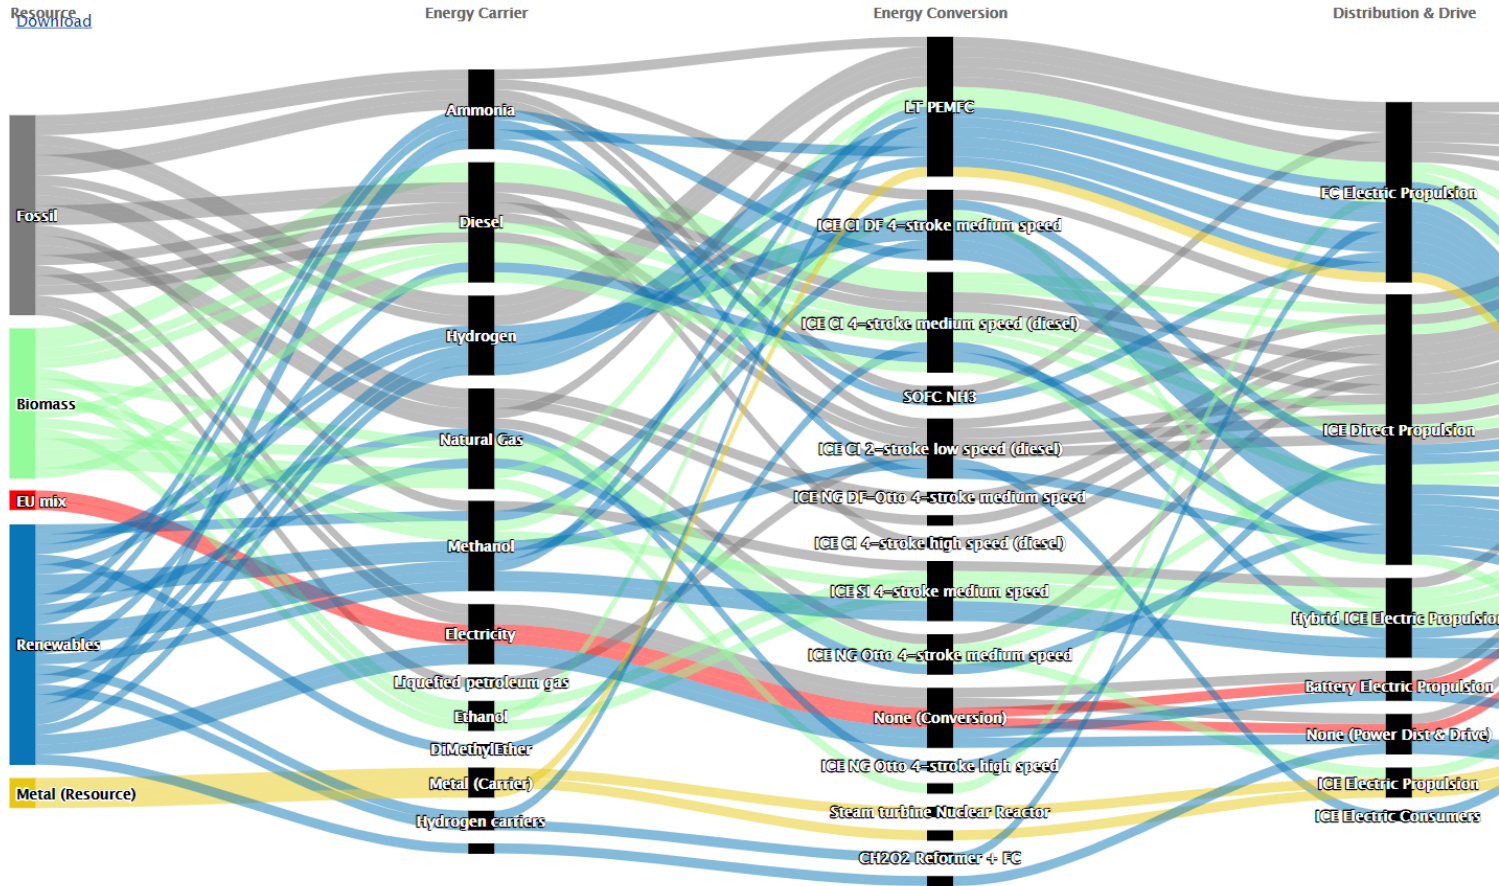 Resource
Energy Carrier
Energy Conversion
Distribution & Drive
Download
Fossil
Biomass
EU mix
Renewables
Metal (Resource)
Ammonia
Diesel
Hydrogen
Natural Gas
Methanol
Electricity
Liquefied petroleum gas
Ethanol
DiMethylEther
Metal (Carrier)
Hydrogen carriers
LT PEMFC
ICE CI DF 4-stroke medium speed
ICE CI 4-stroke medium speed (diesel)
SOFC NH3
ICE CI 2-stroke low speed (diesel)
ICE NG DF-Otto 4-stroke medium speed
ICE CI 4-stroke high speed (diesel)
ICE SI 4-stroke medium speed
ICE NG Otto 4-stroke medium speed
None (Conversion)
ICE NG Otto 4-stroke high speed
Steam turbine Nuclear Reactor
CH2O2 Reformer + FC
FC Electric Propulsion
ICE Direct Propulsion
Hybrid ICE Electric Propulsion
Battery Electric Propulsion
None (Power Dist & Drive)
ICE Electric Propulsion
ICE Electric Consumers